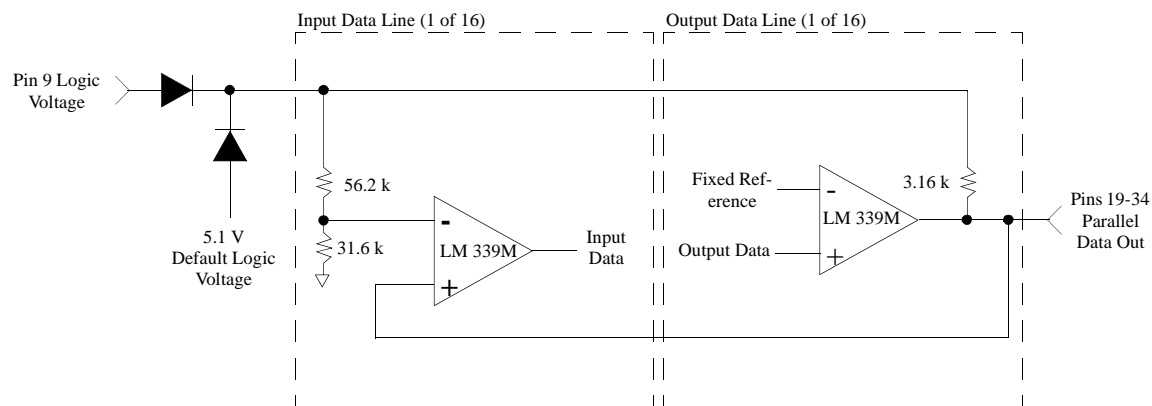 Input Data Line (1 of 16)
Output Data Line (1 of 16)
Pin 9 Logic
Voltage
5.1 V
Default Logic
Voltage
56.2 k
31.6 k
-
LM 339M
+
Input
Data
Fixed Ref-
erence
Output Data
-
LM 339M
+
3.16 k
Pins 19-34
Parallel
Data Out